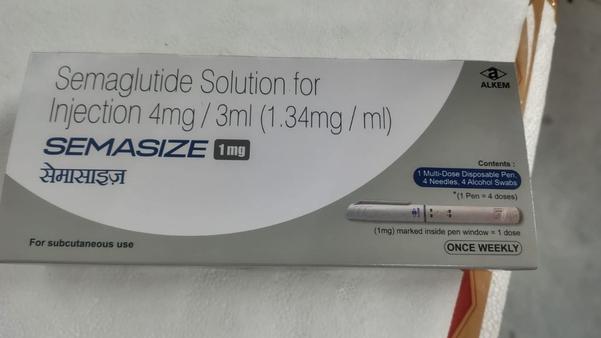 Semaglutide Solution for
Injection 4mg / 3ml (1.34mg / ml)
SEMASIZE 1 mg
सेमासाइज़
For subcutaneous use
a
ALKEM
Contents :
1 Multi-Dose Disposable Pen,
4 Needles, 4 Alcohol Swabs
*(1 Pen = 4 doses)
(1mg) marked inside pen window = 1 dose
ONCE WEEKLY